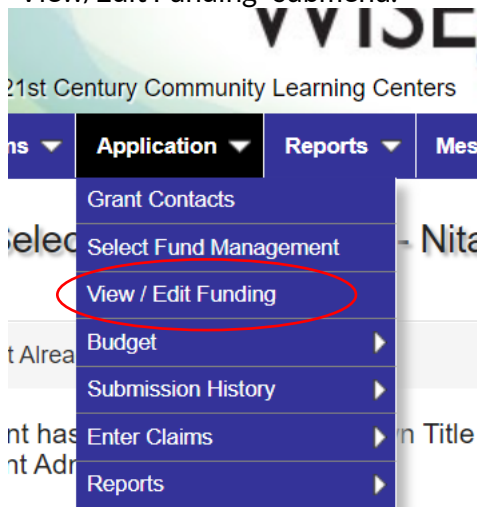 View/Edit Funding submenu.
WISE
21st Century Community Learning Centers
ns Application Reports Mes
Grant Contacts
Selec Select Fund Management - Nita
View / Edit Funding
t Alrea Budget
Submission History
nt has Enter Claims n Title
nt Adr
Reports